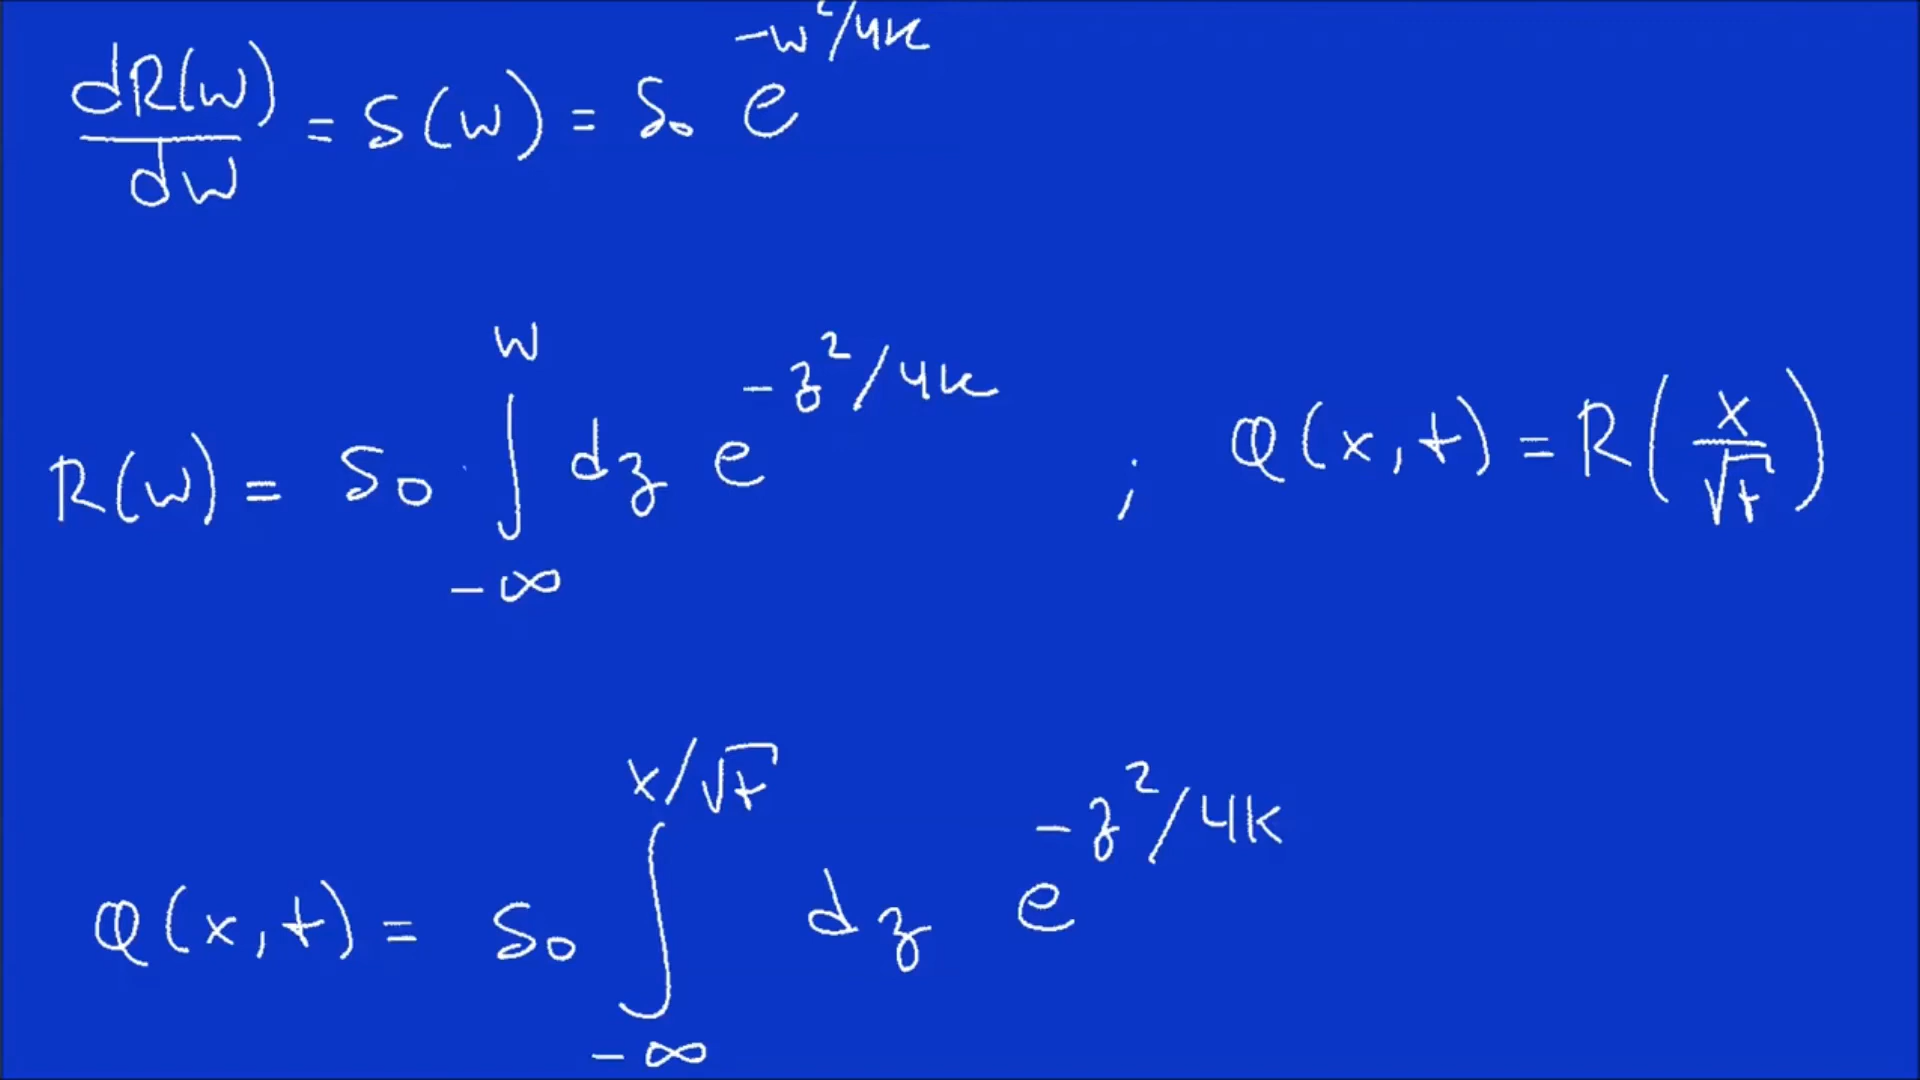 dR(w)/dw = S(w) = S₀ e^{-w²/4k}
R(w) = S₀ ∫_{-∞}^{w} dz e^{-z²/4k} ; Q(x,t) = R(x/√t)
Q(x,t) = S₀ ∫_{-∞}^{x/√t} dz e^{-z²/4k}